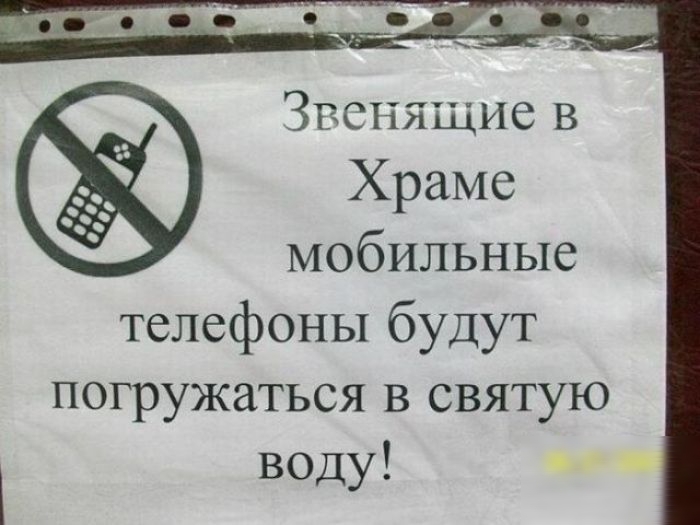 Звенящие в
Храме
мобильные
телефоны будут
погружаться в святую
воду!